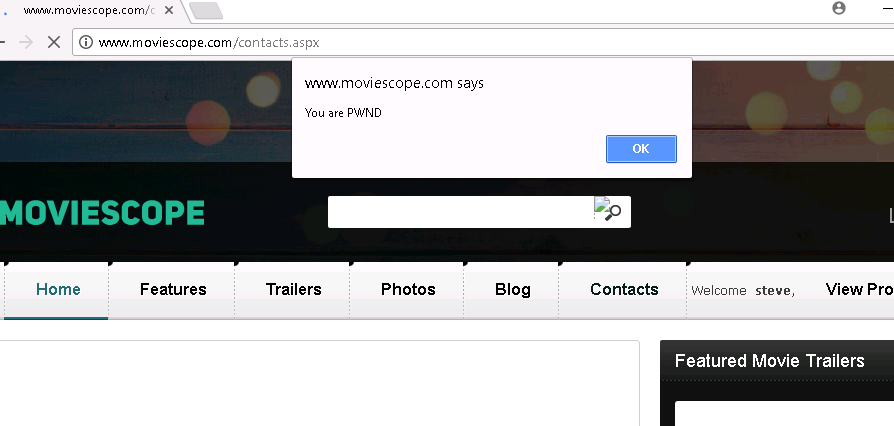 www.moviescope.com/c
www.moviescope.com/contacts.aspx
www.moviescope.com says
You are PWND
OK
MOVIESCOPE
L
Home Features Trailers Photos Blog Contacts Welcome steve, View Pro
Featured Movie Trailers